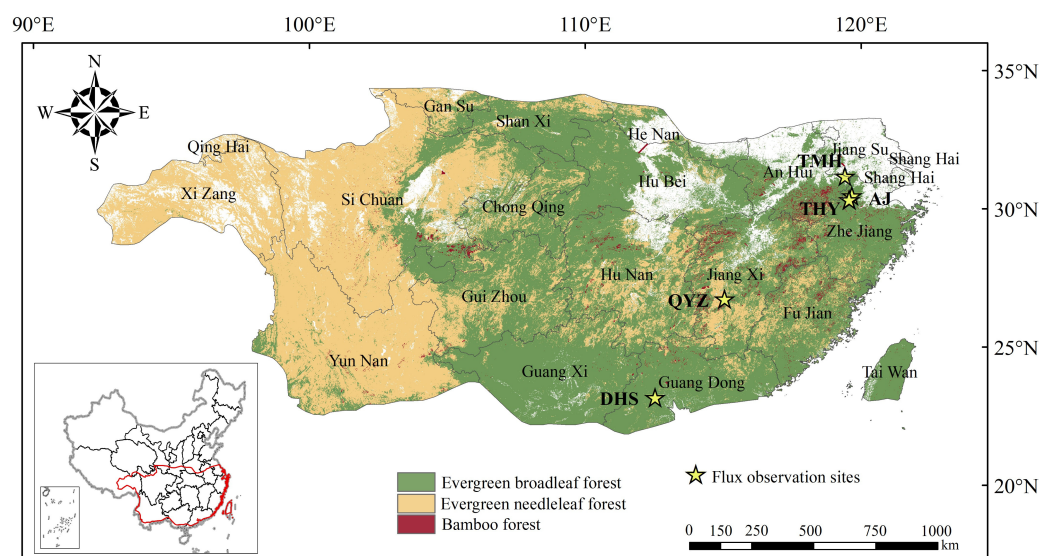 90°E 100°E 110°E 120°E
N
W E
S
35°N
30°N
25°N
20°N
Gan Su
Shan Xi
He Nan
Qing Hai
Jiang Su
Shang Hai
TMH
An Hui
Shang Hai
Xi Zang
Si Chuan
Hu Bei
AJ
Chong Qing
THY
Zhe Jiang
Hu Nan
Jiang Xi
Gui Zhou
QYZ
Fu Jian
Yun Nan
Guang Xi
Guang Dong
Tai Wan
DHS
Evergreen broadleaf forest
Evergreen needleleaf forest
Bamboo forest
Flux observation sites
0 125 250 500 750 1000
km